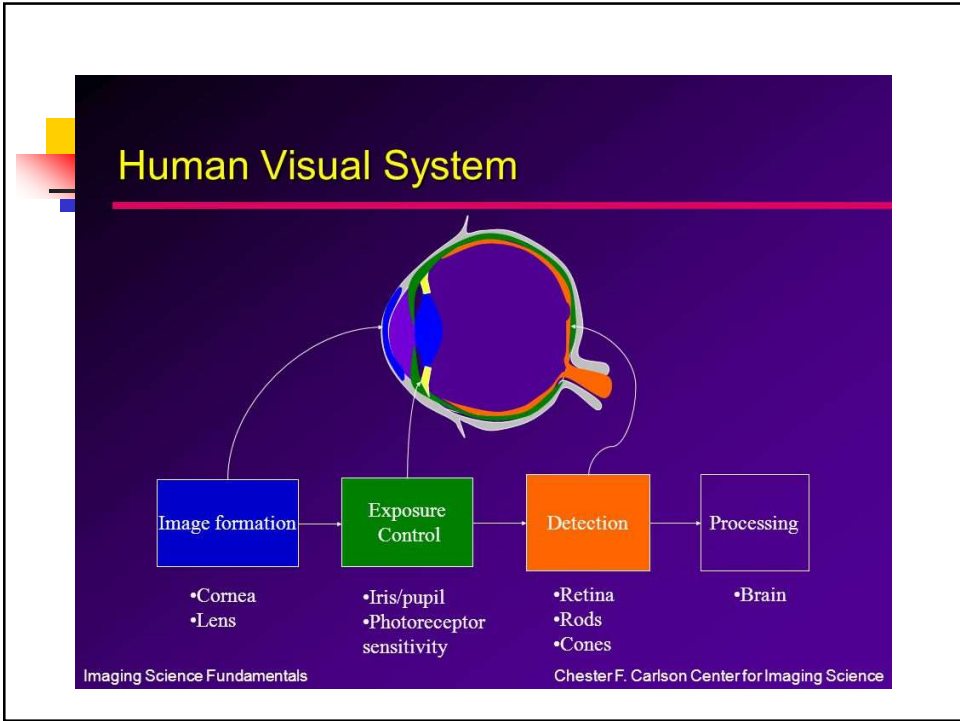 Human Visual System
Image formation
Exposure
Control
Detection
Processing
•Cornea
•Lens
•Iris/pupil
•Photoreceptor
sensitivity
•Retina
•Rods
•Cones
•Brain
Imaging Science Fundamentals
Chester F. Carlson Center for Imaging Science